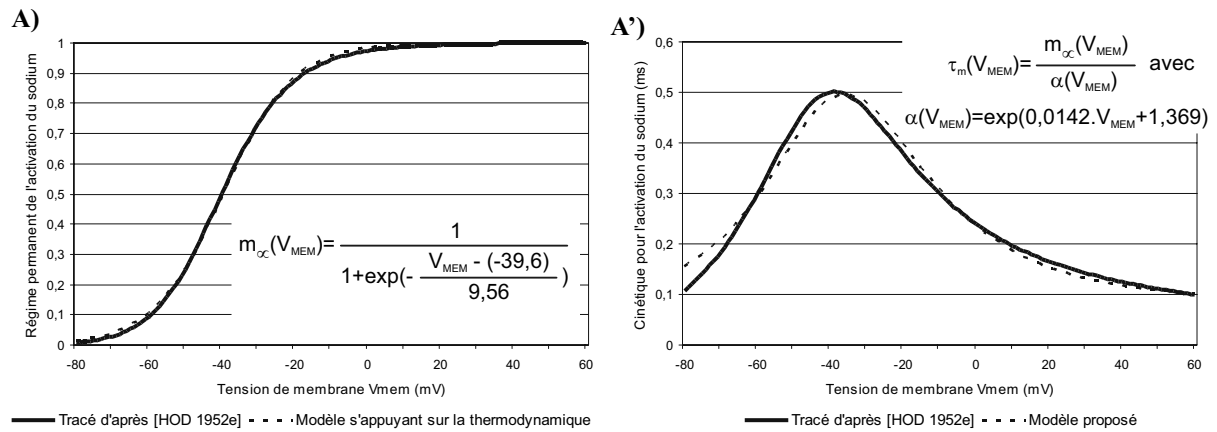 A)
Régime permanent de l'activation du sodium
1
0,9
0,8
0,7
0,6
0,5
0,4
0,3
0,2
0,1
0
-80 -60 -40 -20 0 20 40 60
m∝(VMEM)= 1
1+exp(- VMEM - (-39,6) )
9,56
Tension de membrane Vmem (mV)
Tracé d'après [HOD 1952e] Modèle s'appuyant sur la thermodynamique
A')
Cinétique pour l'activation du sodium (ms)
0,6
0,5
0,4
0,3
0,2
0,1
0
-80 -60 -40 -20 0 20 40 60
τm(VMEM)= m∝(VMEM) avec
α(VMEM)
α(VMEM)=exp(0,0142.VMEM+1,369)
Tension de membrane Vmem (mV)
Tracé d'après [HOD 1952e] Modèle proposé